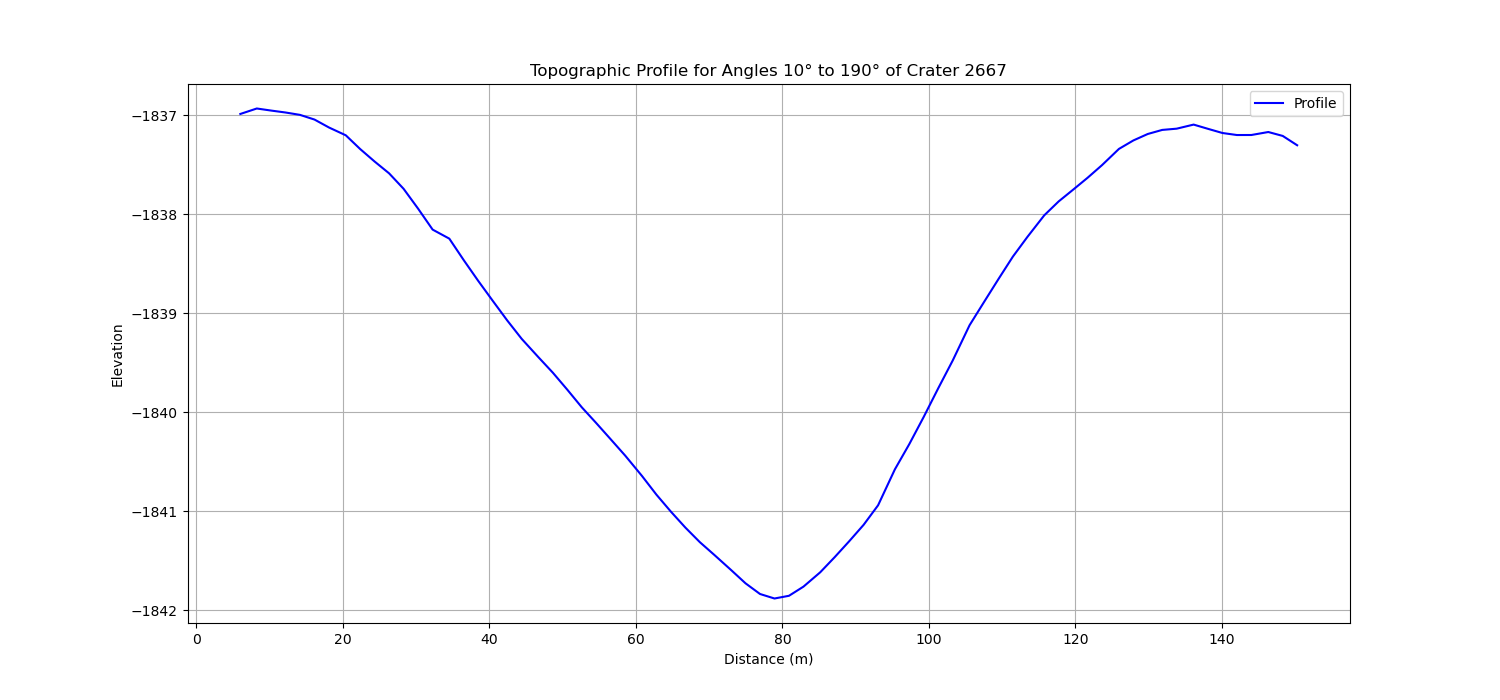 Topographic Profile for Angles 10° to 190° of Crater 2667
Profile
−1837
−1838
−1839
−1840
−1841
−1842
Elevation
0 20 40 60 80 100 120 140
Distance (m)